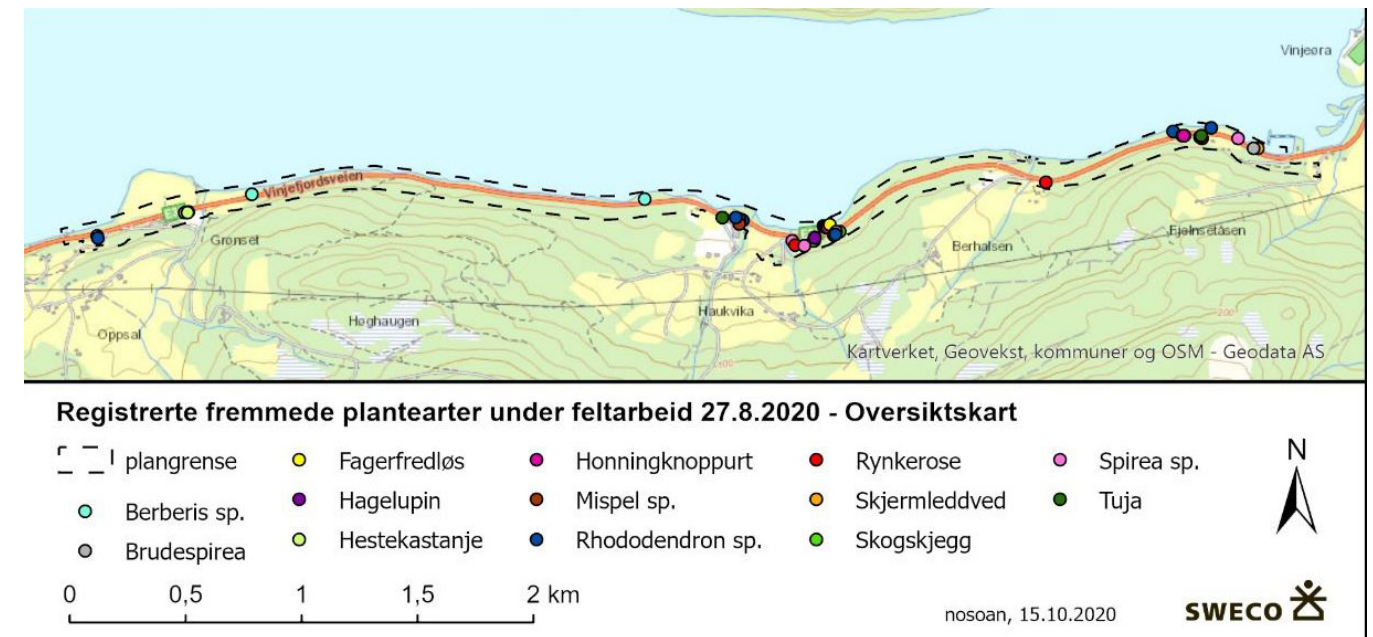 Vinjeøra
Vinjefjordsveien
Grønset
Berhalsen
Fjelnsetåsen
Oppsal
Høghaugen
Haukvika
200
Kartverket, Geovekst, kommuner og OSM - Geodata AS
Registrerte fremmede plantearter under feltarbeid 27.8.2020 - Oversiktskart
plangrense
Berberis sp.
Brudespirea
Fagerfredløs
Hagelupin
Hestekastanje
Honningknoppurt
Mispel sp.
Rhododendron sp.
Rynkerose
Skjermleddved
Skogskjegg
Spirea sp.
Tuja
N
0 0,5 1 1,5 2 km
nosoan, 15.10.2020
SWECO